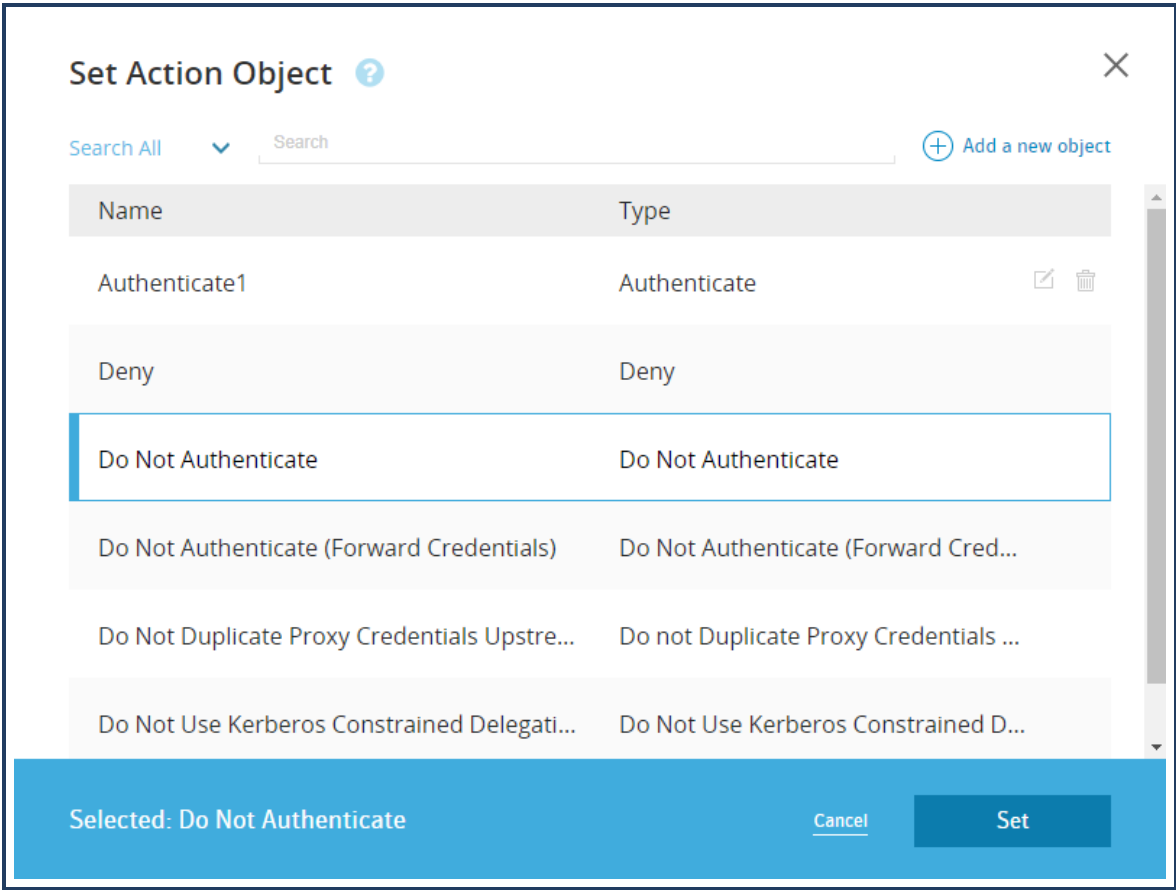 Set Action Object ?
Search All Search Add a new object
Name Type
Authenticate1 Authenticate
Deny Deny
Do Not Authenticate Do Not Authenticate
Do Not Authenticate (Forward Credentials) Do Not Authenticate (Forward Cred...
Do Not Duplicate Proxy Credentials Upstre... Do not Duplicate Proxy Credentials ...
Do Not Use Kerberos Constrained Delegati... Do Not Use Kerberos Constrained D...
Selected: Do Not Authenticate Cancel Set